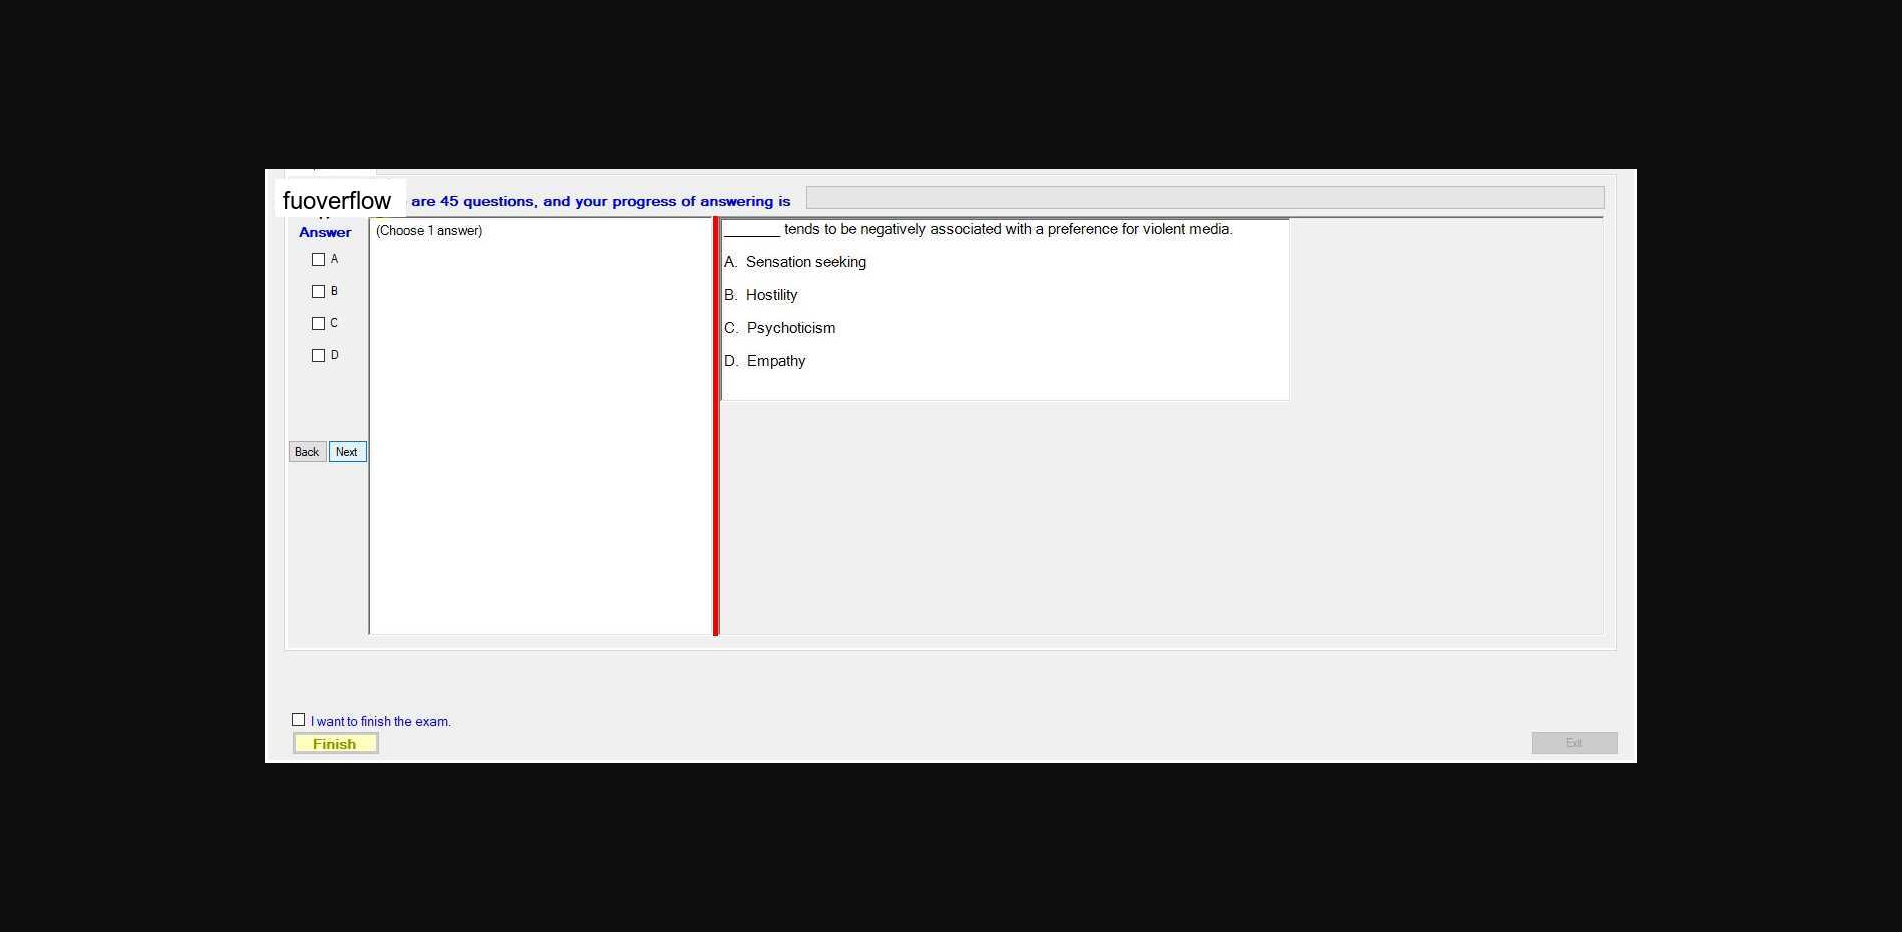 fuoverflow
are 45 questions, and your progress of answering is
Answer
(Choose 1 answer)
A
B
C
D
Back Next
_______ tends to be negatively associated with a preference for violent media.
A. Sensation seeking
B. Hostility
C. Psychoticism
D. Empathy
I want to finish the exam.
Finish
Exit